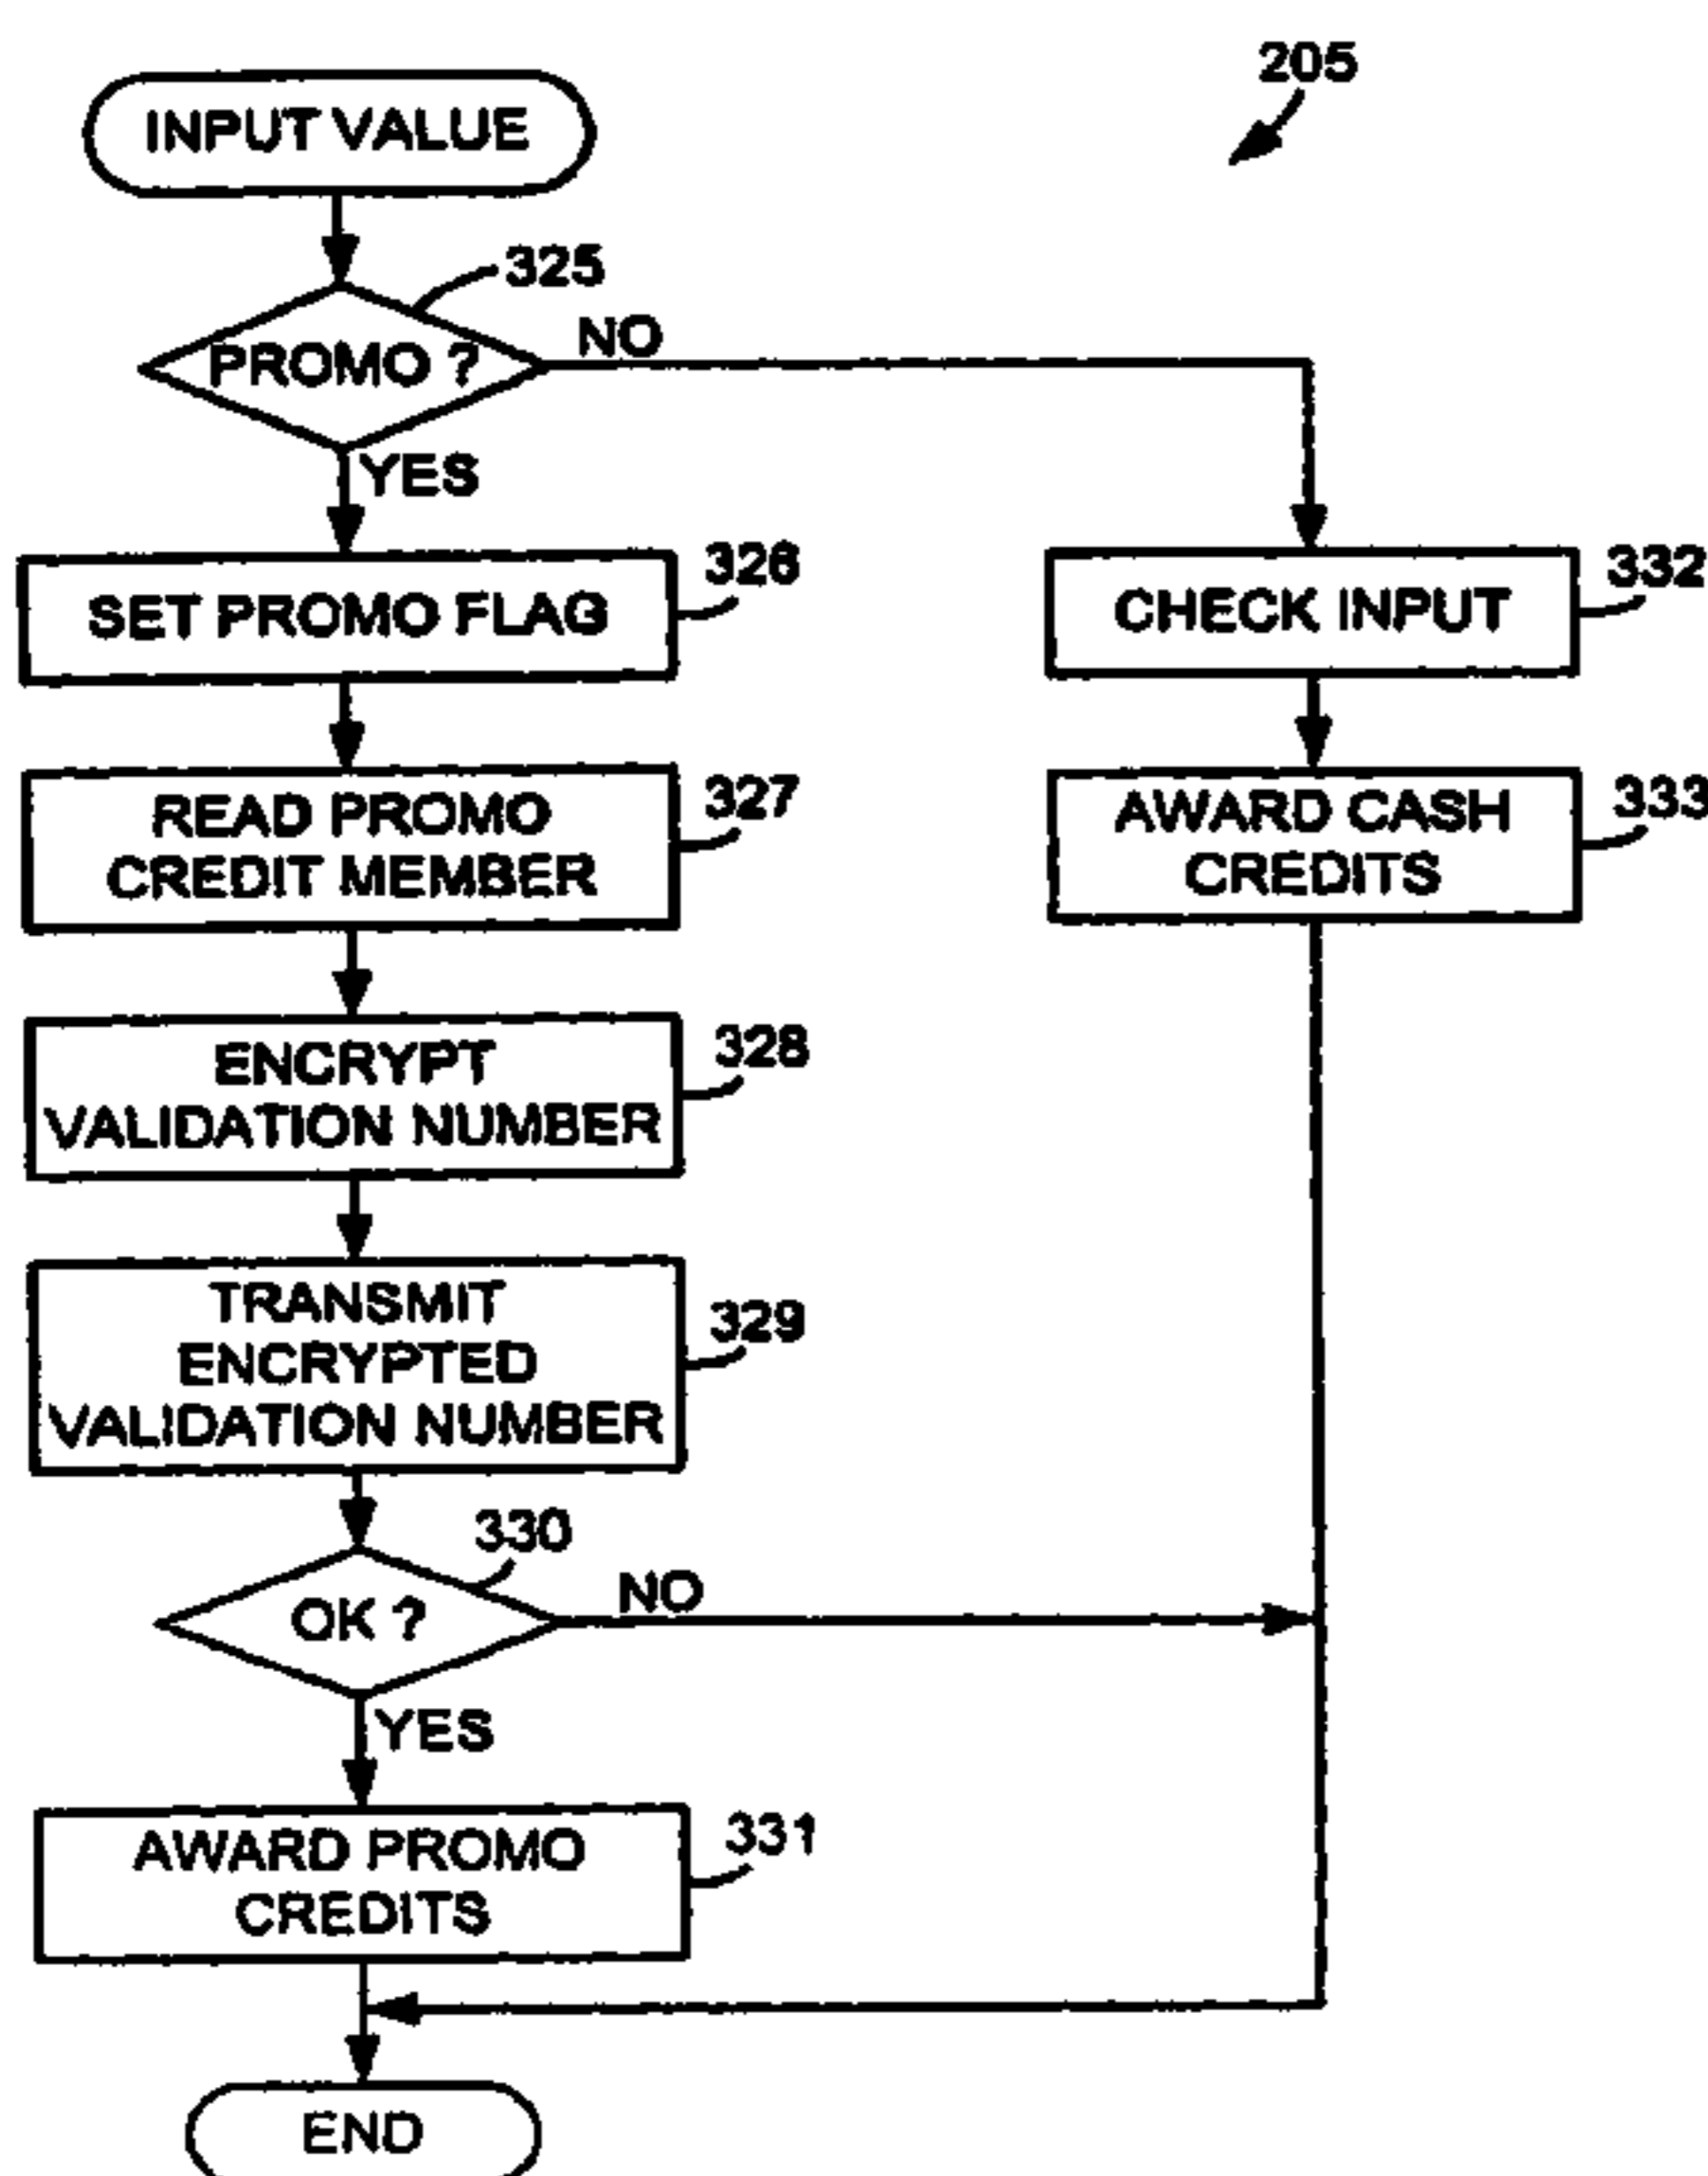 205
INPUT VALUE
325
PROMO ?
NO
YES
SET PROMO FLAG
326
CHECK INPUT
332
READ PROMO
CREDIT MEMBER
327
AWARD CASH
CREDITS
333
ENCRYPT
VALIDATION NUMBER
328
TRANSMIT
ENCRYPTED
VALIDATION NUMBER
329
330
OK ?
NO
YES
AWARD PROMO
CREDITS
331
END